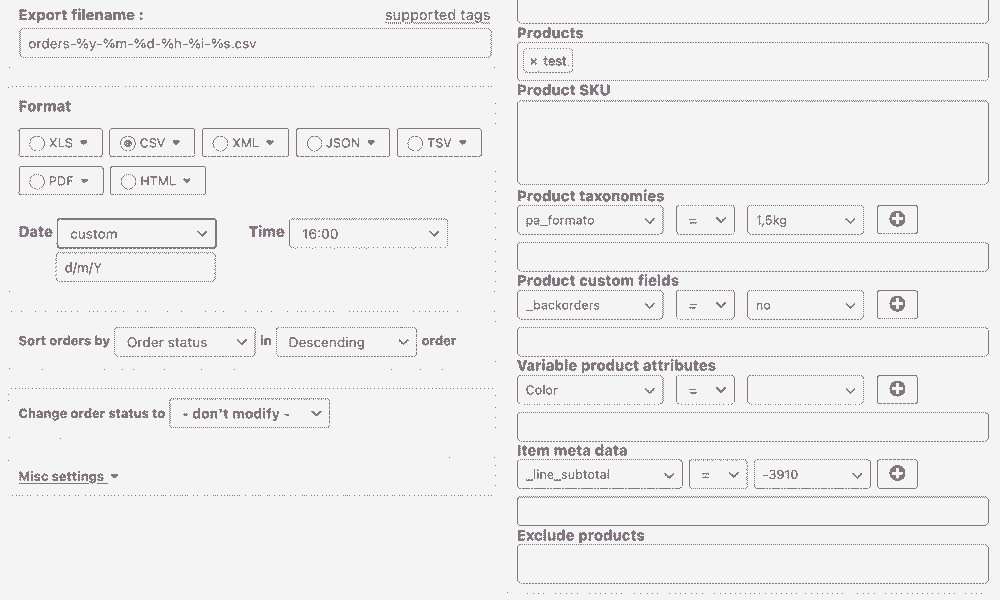 Export filename :
supported tags
orders-%y-%m-%d-%h-%i-%s.csv
Format
XLS
CSV
XML
JSON
TSV
PDF
HTML
Date
custom
Time
16:00
d/m/Y
Sort orders by
Order status
in
Descending
order
Change order status to
- don't modify -
Misc settings
Products
× test
Product SKU
Product taxonomies
pa_formato
=
1,5kg
Product custom fields
_backorders
=
no
Variable product attributes
Color
=
Item meta data
_line_subtotal
=
-3910
Exclude products